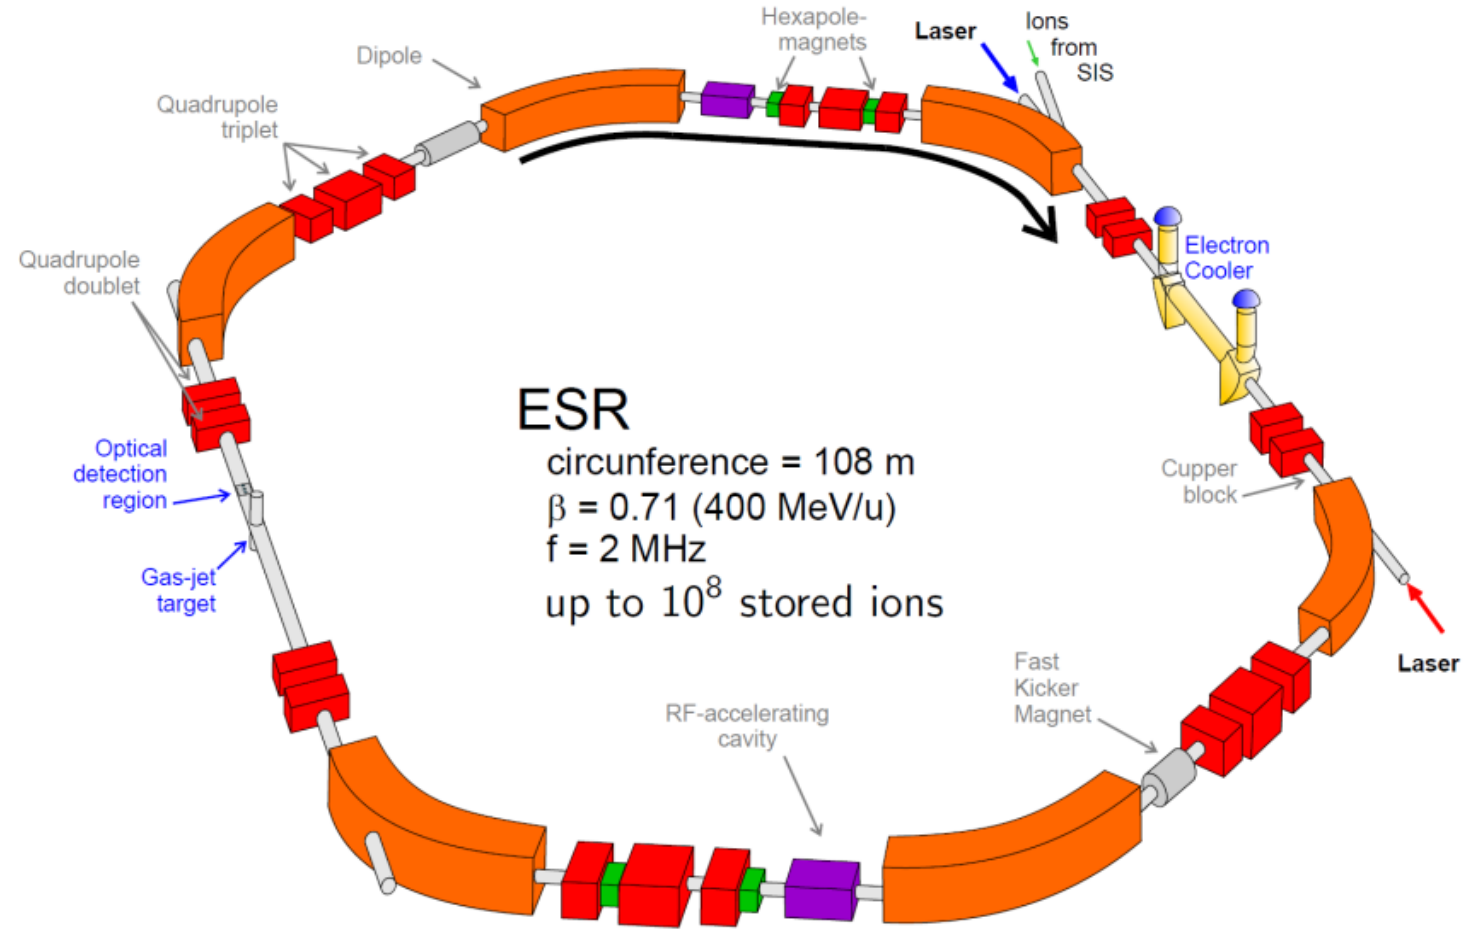 Hexapole-
magnets
Laser
Ions
from
SIS
Dipole
Quadrupole
triplet
Quadrupole
doublet
Electron
Cooler
ESR
circunference = 108 m
β = 0.71 (400 MeV/u)
f = 2 MHz
up to 10⁸ stored ions
Optical
detection
region
Cupper
block
Gas-jet
target
Laser
Fast
Kicker
Magnet
RF-accelerating
cavity